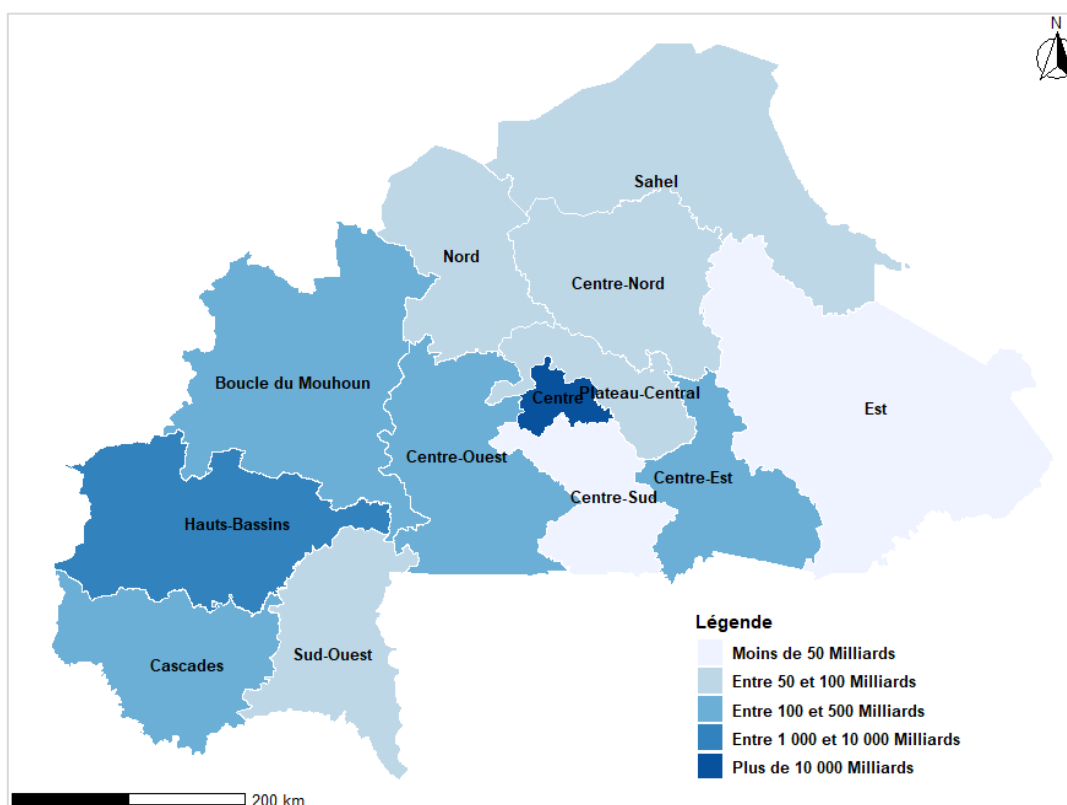 N
Sahel
Nord
Centre-Nord
Boucle du Mouhoun
Centre
Plateau-Central
Est
Centre-Ouest
Centre-Est
Centre-Sud
Hauts-Bassins
Sud-Ouest
Cascades
Légende
Moins de 50 Milliards
Entre 50 et 100 Milliards
Entre 100 et 500 Milliards
Entre 1 000 et 10 000 Milliards
Plus de 10 000 Milliards
200 km